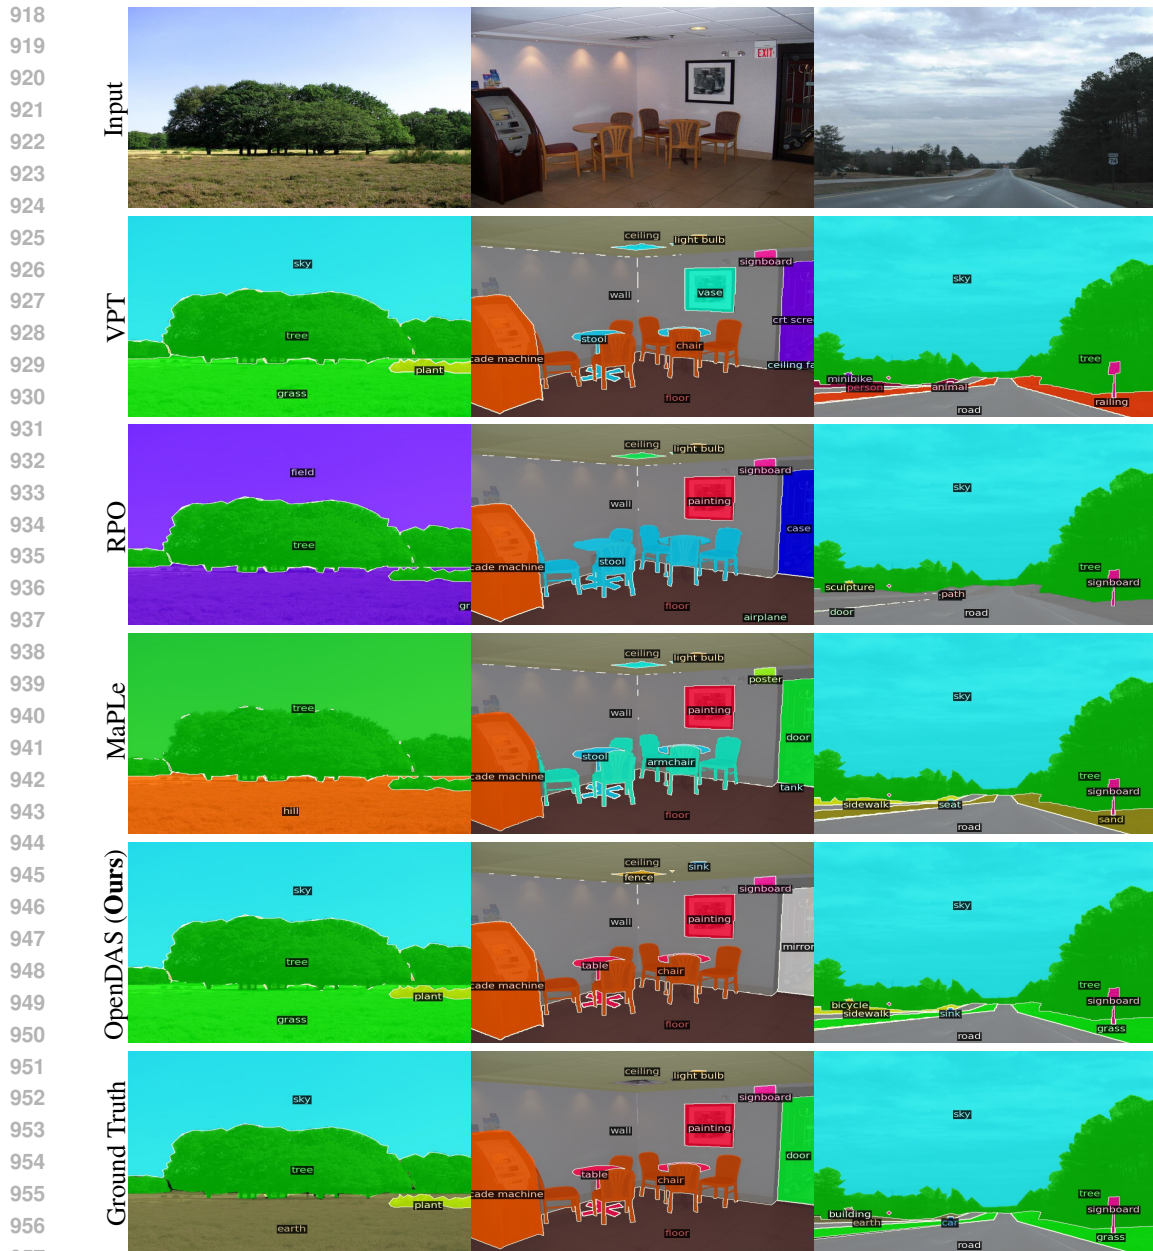 918
919
920
921
922
923
924
925
926
927
928
929
930
931
932
933
934
935
936
937
938
939
940
941
942
943
944
945
946
947
948
949
950
951
952
953
954
955
956
Input
EXIT
VPT
sky
tree
plant
grass
ceiling
light bulb
signboard
wall
vase
crt scre
stool
chair
cade machine
ceiling fa
floor
sky
tree
minibike
person
animal
railing
road
RPO
field
tree
gr
ceiling
light bulb
signboard
wall
painting
case
stool
cade machine
floor
airplane
sky
tree
signboard
sculpture
path
door
road
MaPLe
tree
hill
ceiling
light bulb
poster
wall
painting
door
stool
armchair
cade machine
tank
floor
sky
tree
signboard
sidewalk
seat
sand
road
OpenDAS (Ours)
sky
tree
plant
grass
ceiling
sink
fence
signboard
wall
painting
mirror
table
chair
cade machine
floor
sky
tree
signboard
bicycle
sidewalk
sink
grass
road
Ground Truth
sky
tree
plant
earth
ceiling
light bulb
signboard
wall
painting
door
table
chair
cade machine
floor
sky
tree
signboard
building
earth
car
grass
road